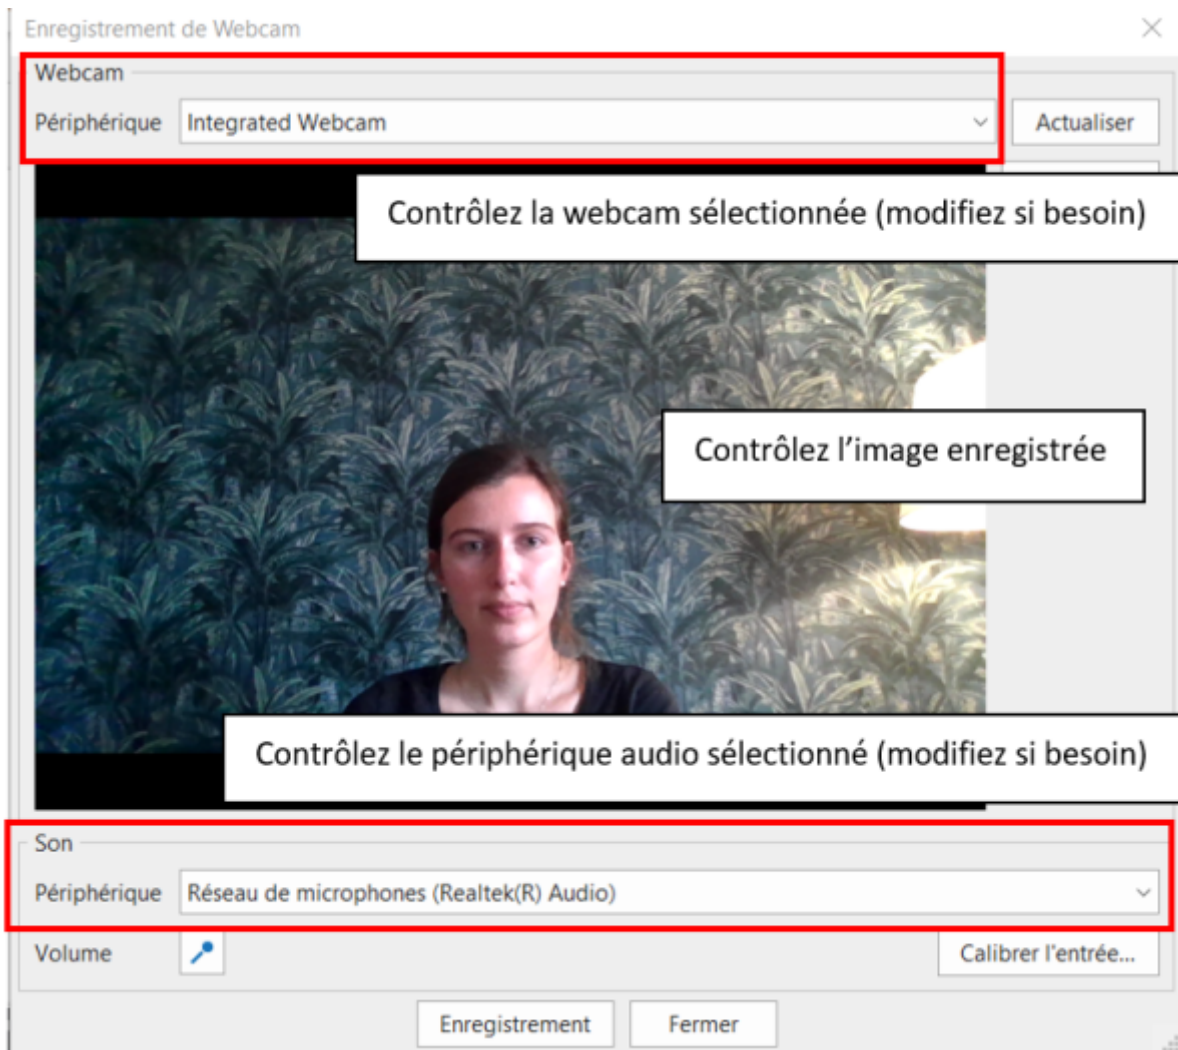 Enregistrement de Webcam
Webcam
Périphérique Integrated Webcam Actualiser
Contrôlez la webcam sélectionnée (modifiez si besoin)
Contrôlez l’image enregistrée
Contrôlez le périphérique audio sélectionné (modifiez si besoin)
Son
Périphérique Réseau de microphones (Realtek(R) Audio)
Volume Calibrer l'entrée...
Enregistrement Fermer